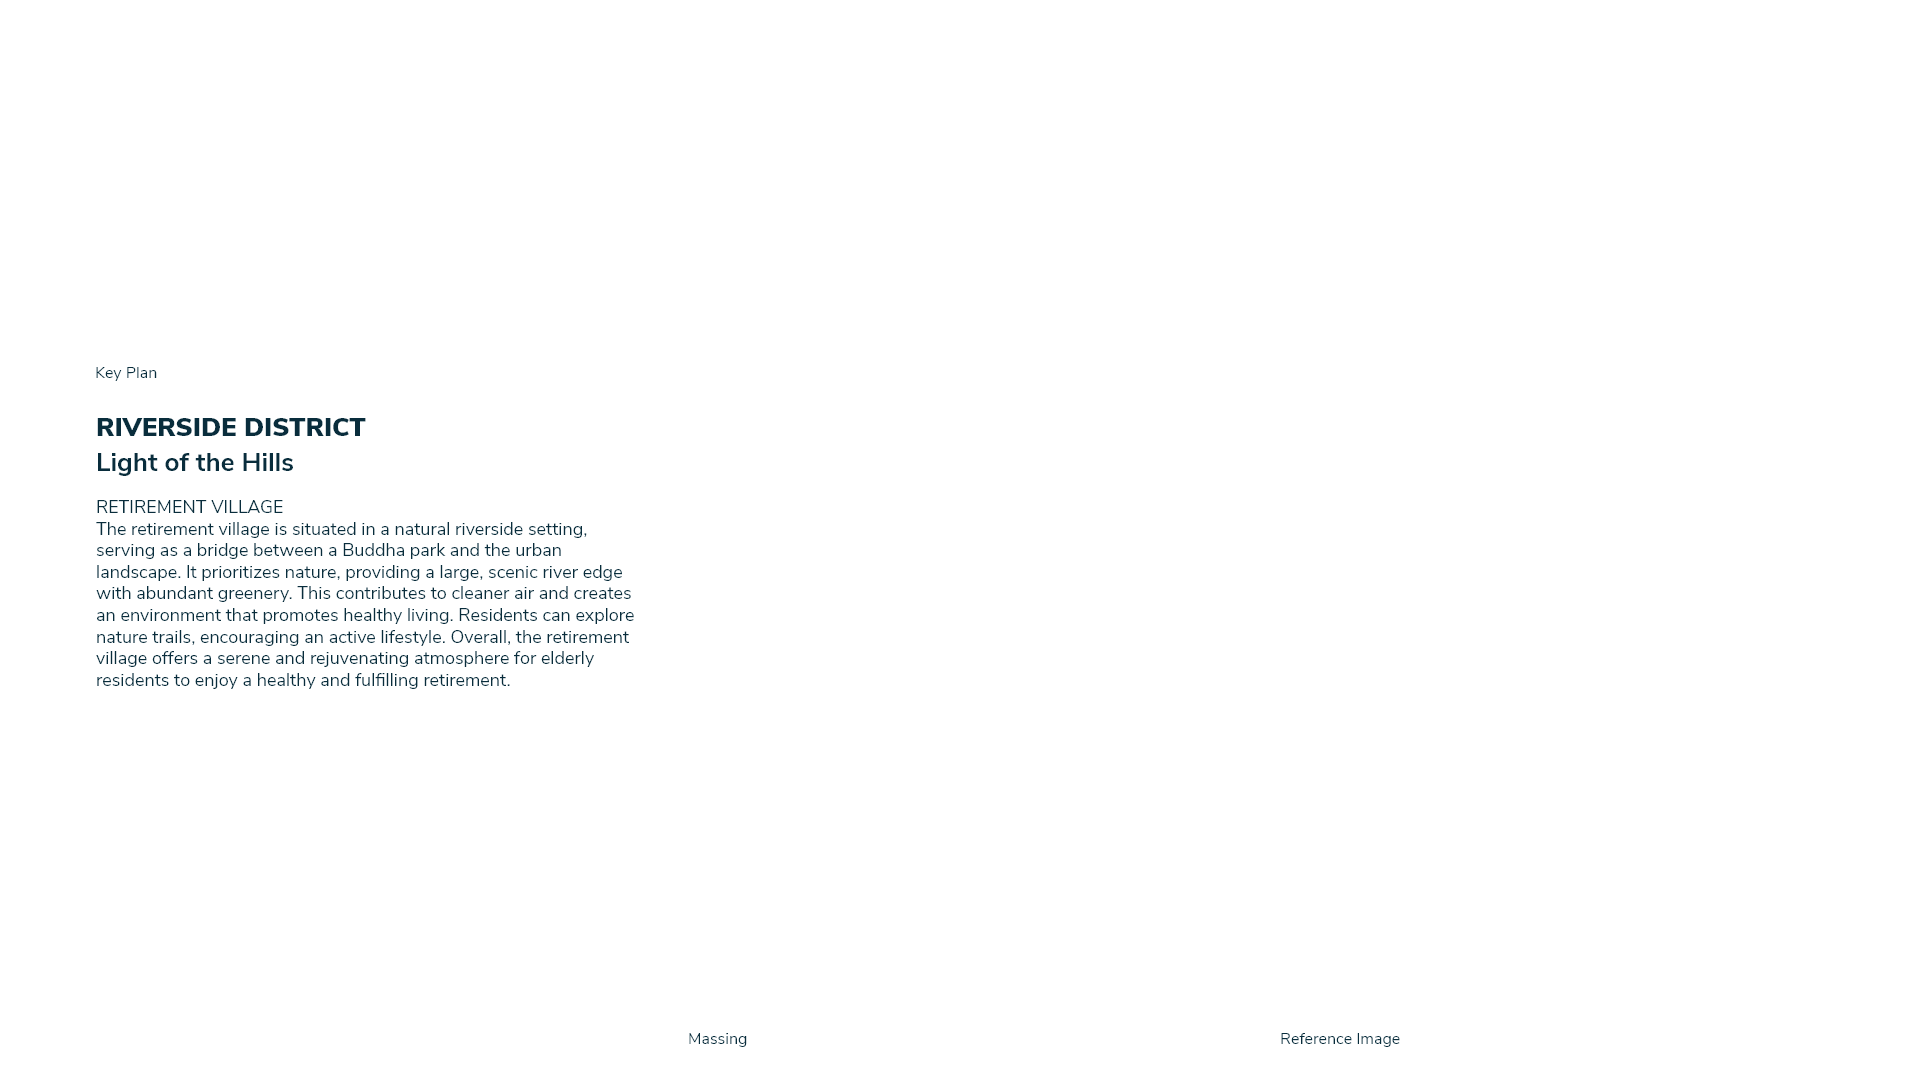 Key Plan
RIVERSIDE DISTRICT
Light of the Hills
RETIREMENT VILLAGE
The retirement village is situated in a natural riverside setting,
serving as a bridge between a Buddha park and the urban
landscape. It prioritizes nature, providing a large, scenic river edge
with abundant greenery. This contributes to cleaner air and creates
an environment that promotes healthy living. Residents can explore
nature trails, encouraging an active lifestyle. Overall, the retirement
village offers a serene and rejuvenating atmosphere for elderly
residents to enjoy a healthy and fulfilling retirement.
Massing
Reference Image